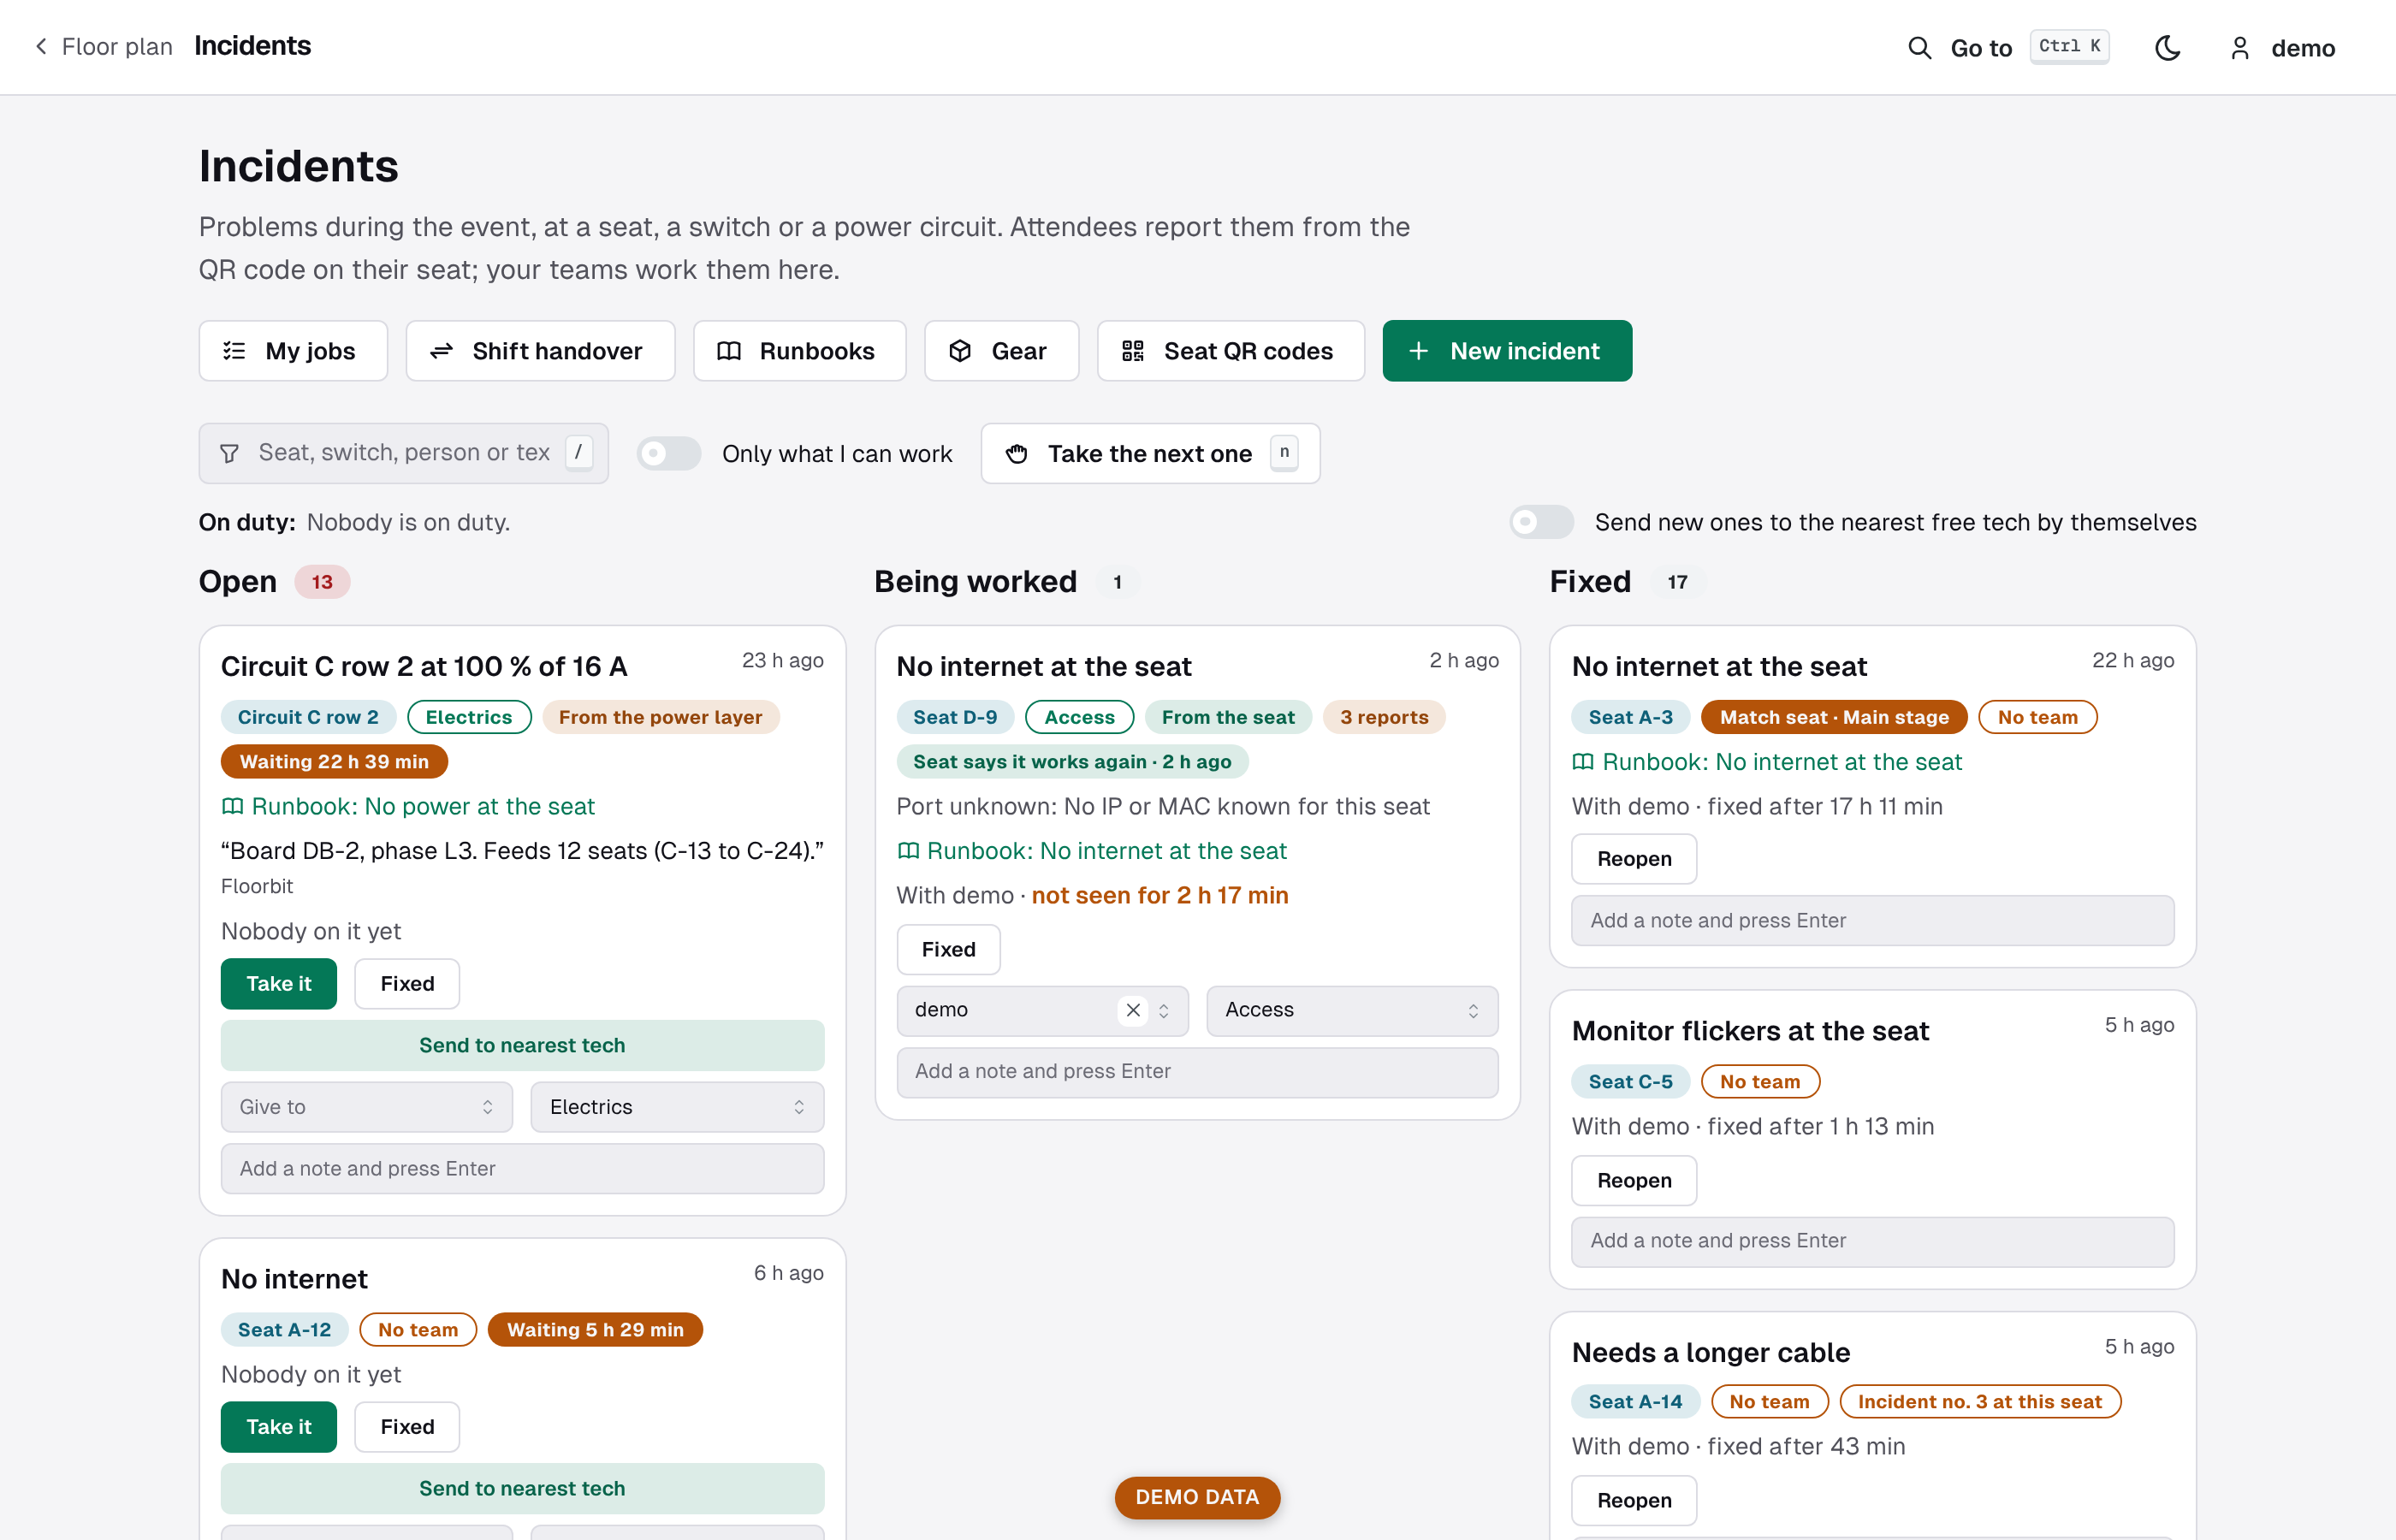 Floor plan
Incidents
Go to
Ctrl K
demo
Incidents
Problems during the event, at a seat, a switch or a power circuit. Attendees report them from the
QR code on their seat; your teams work them here.
My jobs
Shift handover
Runbooks
Gear
Seat QR codes
New incident
Seat, switch, person or tex
/
Only what I can work
Take the next one
n
On duty: Nobody is on duty.
Send new ones to the nearest free tech by themselves
Open 13
Circuit C row 2 at 100 % of 16 A
23 h ago
Circuit C row 2
Electrics
From the power layer
Waiting 22 h 39 min
Runbook: No power at the seat
“Board DB-2, phase L3. Feeds 12 seats (C-13 to C-24).”
Floorbit
Nobody on it yet
Take it
Fixed
Send to nearest tech
Give to
Electrics
Add a note and press Enter
No internet
6 h ago
Seat A-12
No team
Waiting 5 h 29 min
Nobody on it yet
Take it
Fixed
Send to nearest tech
Being worked 1
No internet at the seat
2 h ago
Seat D-9
Access
From the seat
3 reports
Seat says it works again · 2 h ago
Port unknown: No IP or MAC known for this seat
Runbook: No internet at the seat
With demo · not seen for 2 h 17 min
Fixed
demo
Access
Add a note and press Enter
Fixed 17
No internet at the seat
22 h ago
Seat A-3
Match seat · Main stage
No team
Runbook: No internet at the seat
With demo · fixed after 17 h 11 min
Reopen
Add a note and press Enter
Monitor flickers at the seat
5 h ago
Seat C-5
No team
With demo · fixed after 1 h 13 min
Reopen
Add a note and press Enter
Needs a longer cable
5 h ago
Seat A-14
No team
Incident no. 3 at this seat
With demo · fixed after 43 min
Reopen
DEMO DATA